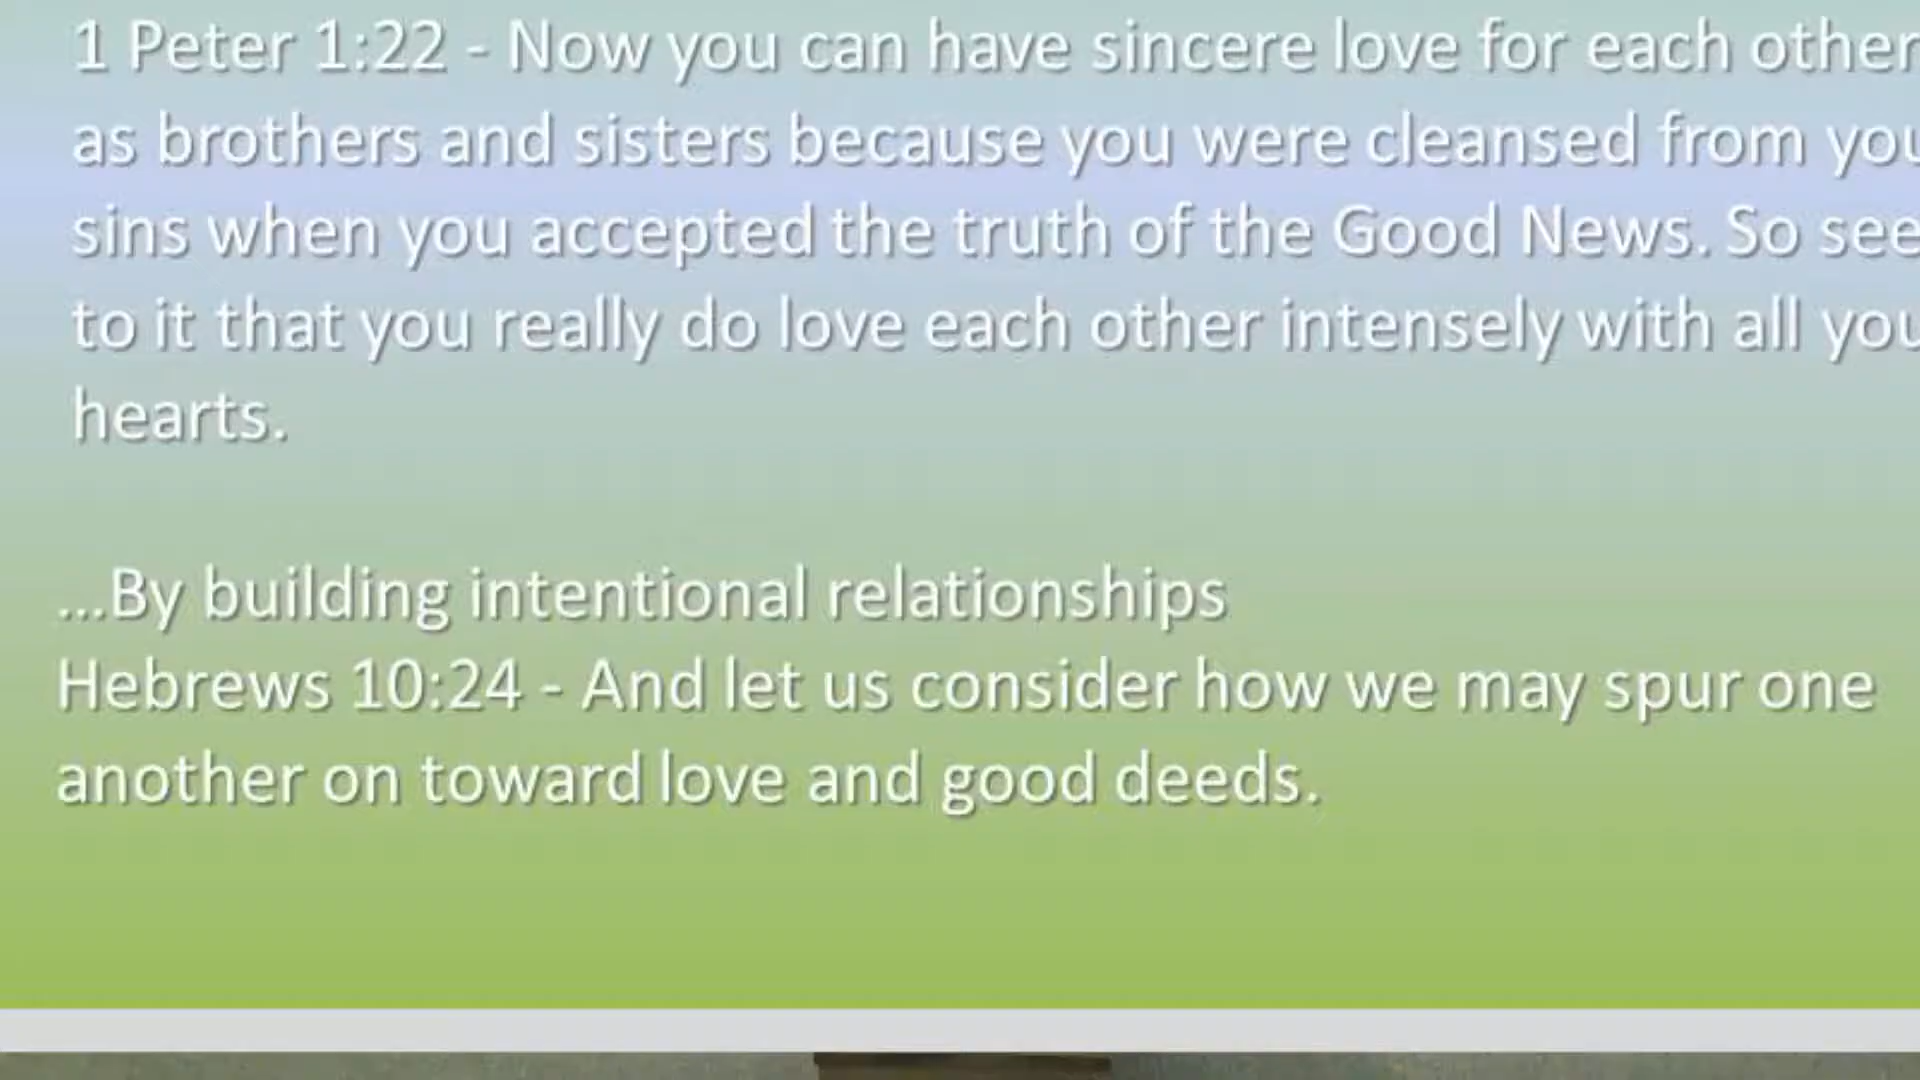 1 Peter 1:22 - Now you can have sincere love for each other
as brothers and sisters because you were cleansed from you
sins when you accepted the truth of the Good News. So see
to it that you really do love each other intensely with all you
hearts.
...By building intentional relationships
Hebrews 10:24 - And let us consider how we may spur one
another on toward love and good deeds.